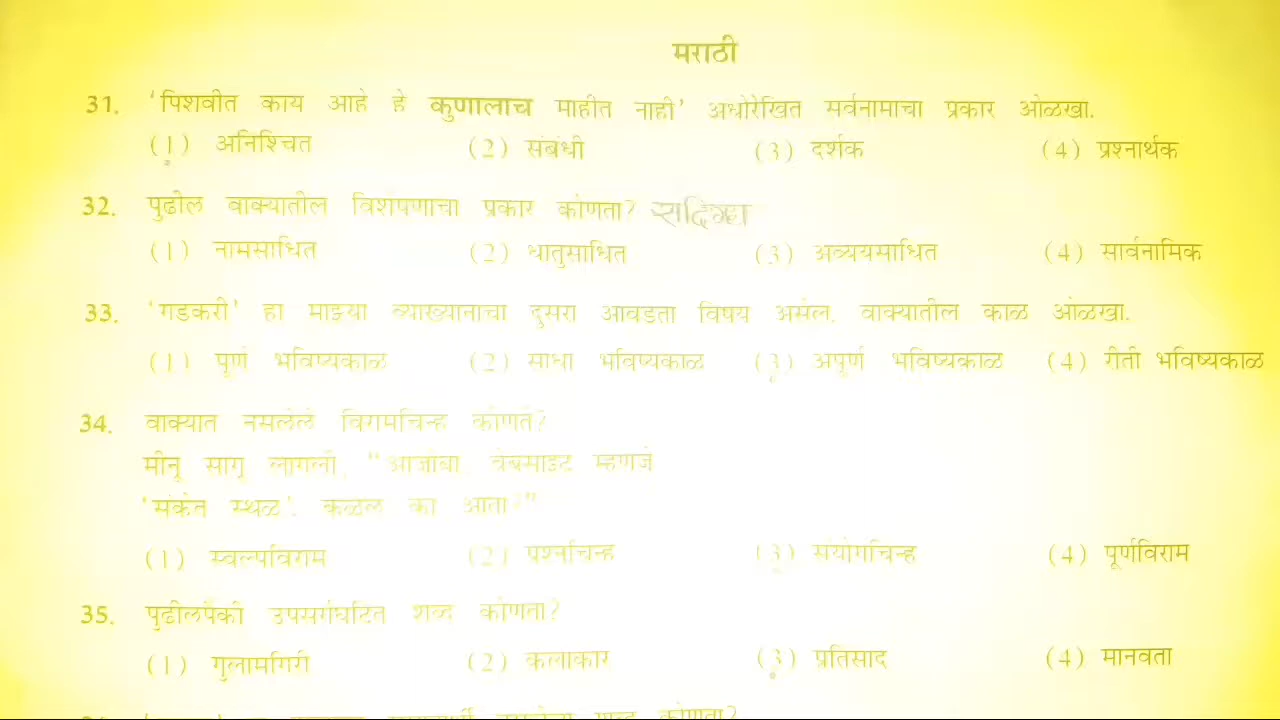 मराठी
31. 'पिशवीत काय आहे हे कुणालाच माहीत नाही' अधोरेखित सर्वनामाचा प्रकार ओळखा.
(1) अनिश्चित (2) संबंधी (3) दर्शक (4) प्रश्नार्थक
32. पुढील वाक्यातील विशेषणाचा प्रकार कोणता?
(1) नामसाधित (2) धातुसाधित (3) अव्ययसाधित (4) सार्वनामिक
33. 'गडकरी' हा माझ्या व्याख्यानाचा दुसरा आवडता विषय असेल. वाक्यातील काळ ओळखा.
(1) पूर्ण भविष्यकाळ (2) साधा भविष्यकाळ (3) अपूर्ण भविष्यकाळ (4) रीती भविष्यकाळ
34. वाक्यात नसलेले विरामचिन्ह कोणते?
मीनू सांगू लागली, "आजोबा, वेबसाइट म्हणजे
'संकेत स्थळ'. कळलं का आता?"
(1) स्वल्पविराम (2) प्रश्नचिन्ह (3) संयोगचिन्ह (4) पूर्णविराम
35. पुढीलपैकी उपसर्गघटित शब्द कोणता?
(1) गुलामगिरी (2) कलाकार (3) प्रतिसाद (4) मानवता